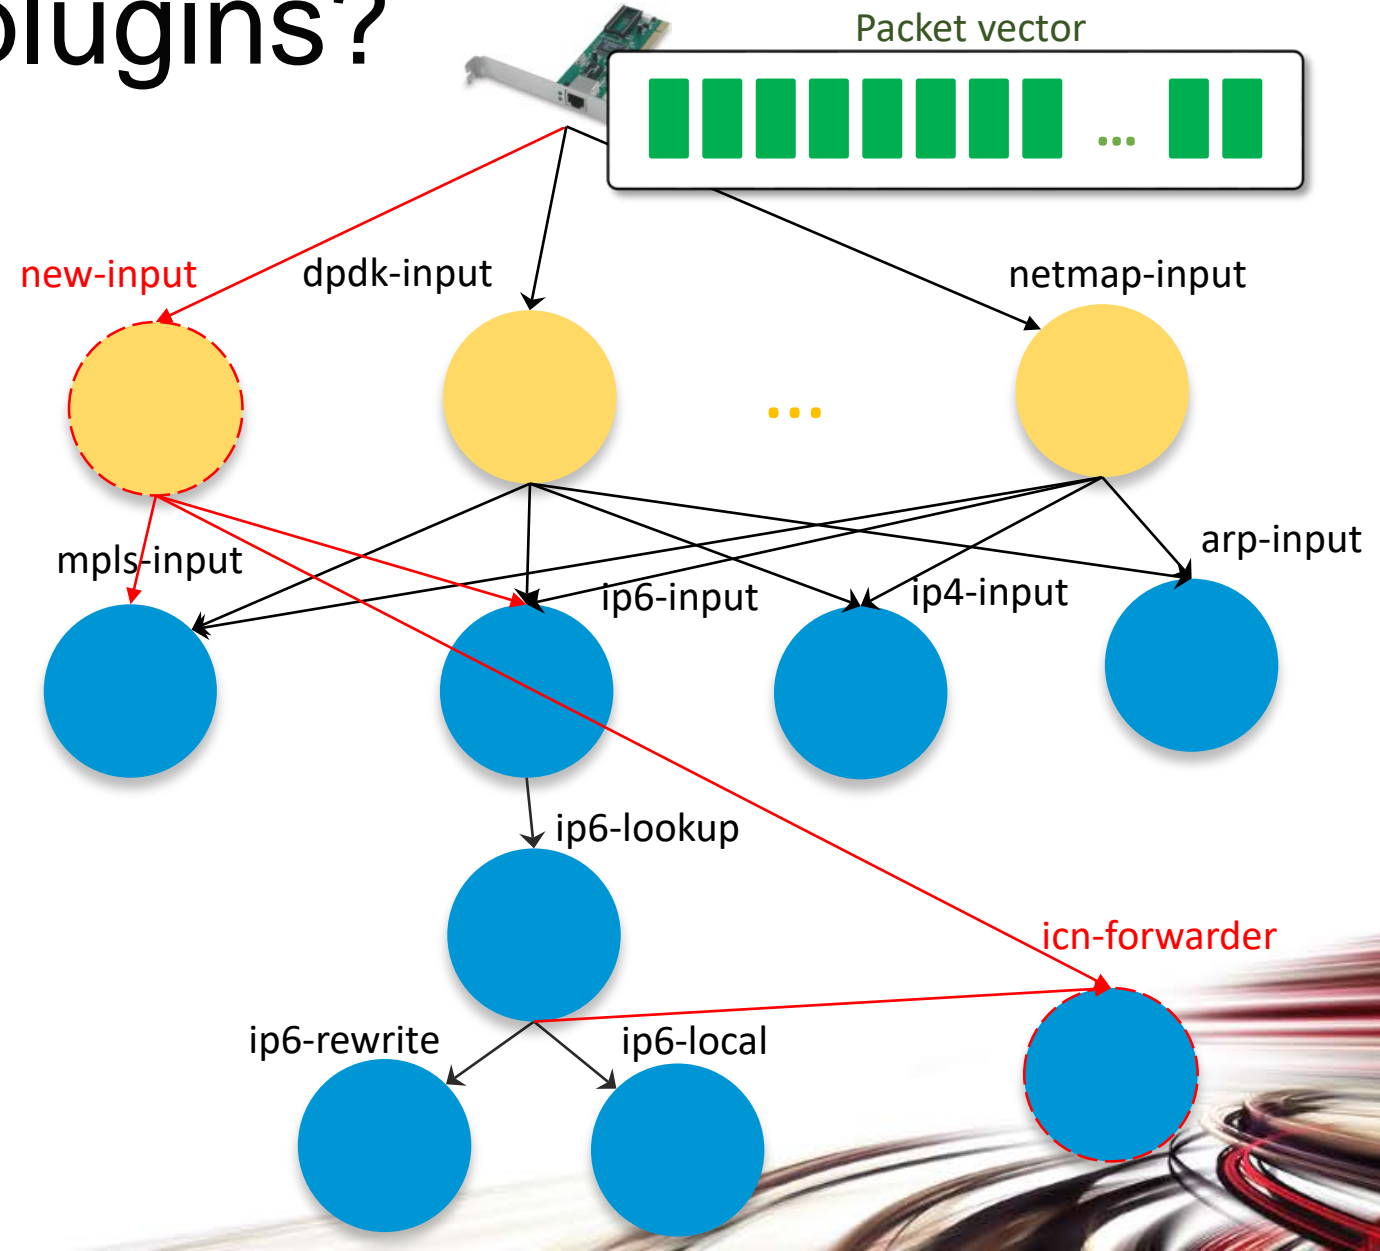 plugins?
Packet vector
...
new-input
dpdk-input
netmap-input
...
mpls-input
ip6-input
ip4-input
arp-input
ip6-lookup
icn-forwarder
ip6-rewrite
ip6-local